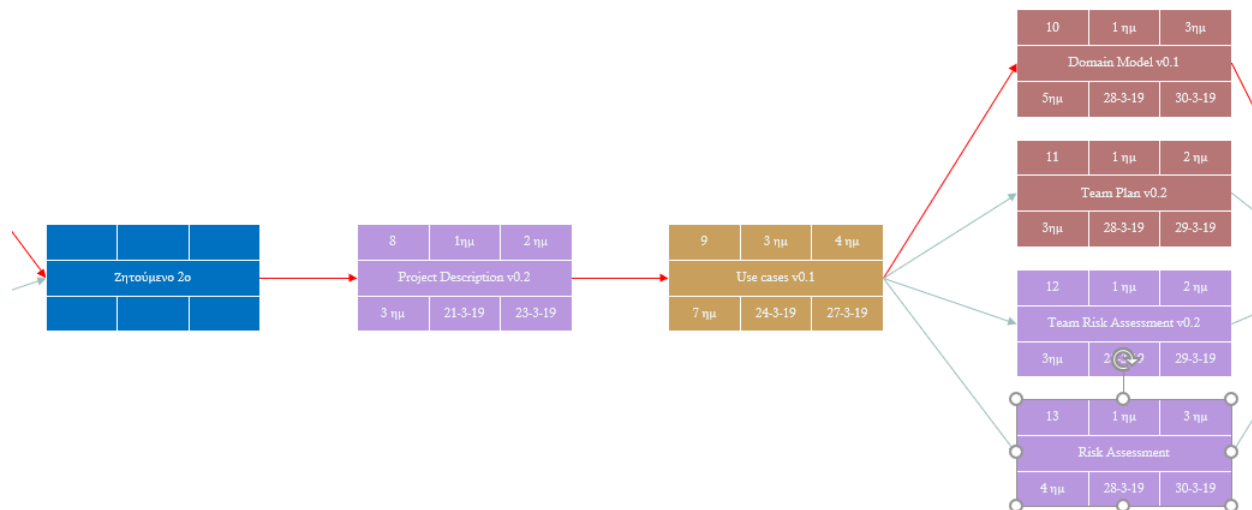 Ζητούμενο 2ο
8 1ημ 2 ημ
Project Description v0.2
3 ημ 21-3-19 23-3-19
9 3 ημ 4 ημ
Use cases v0.1
7 ημ 24-3-19 27-3-19
10 1 ημ 3ημ
Domain Model v0.1
5ημ 28-3-19 30-3-19
11 1 ημ 2 ημ
Team Plan v0.2
3ημ 28-3-19 29-3-19
12 1 ημ 2 ημ
Team Risk Assessment v0.2
3ημ 29-3-19
13 1 ημ 3 ημ
Risk Assessment
4 ημ 28-3-19 30-3-19